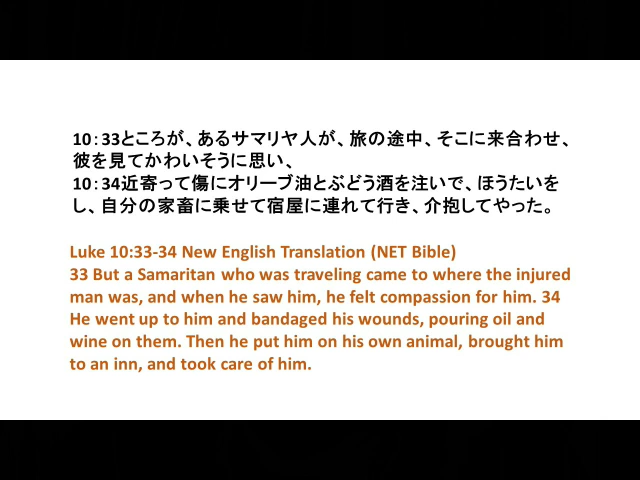 10：33ところが、あるサマリヤ人が、旅の途中、そこに来合わせ、
彼を見てかわいそうに思い、
10：34近寄って傷にオリーブ油とぶどう酒を注いで、ほうたいを
し、自分の家畜に乗せて宿屋に連れて行き、介抱してやった。
Luke 10:33-34 New English Translation (NET Bible)
33 But a Samaritan who was traveling came to where the injured
man was, and when he saw him, he felt compassion for him. 34
He went up to him and bandaged his wounds, pouring oil and
wine on them. Then he put him on his own animal, brought him
to an inn, and took care of him.